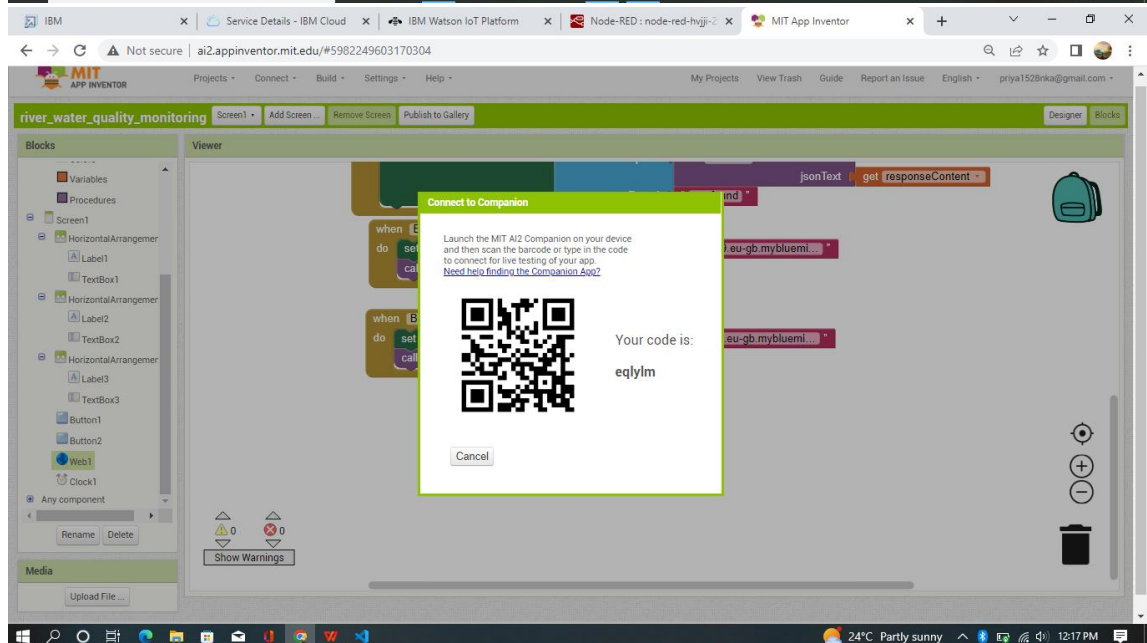 IBM
Service Details - IBM Cloud
IBM Watson IoT Platform
Node-RED : node-red-hvjji-2
MIT App Inventor
Not secure
ai2.appinventor.mit.edu/#5982249603170304
MIT
APP INVENTOR
Projects
Connect
Build
Settings
Help
My Projects
View Trash
Guide
Report an Issue
English
priya1528nka@gmail.com
river_water_quality_monitoring
Screen1
Add Screen ...
Remove Screen
Publish to Gallery
Designer
Blocks
Blocks
Viewer
Variables
Procedures
Screen1
HorizontalArrangemer
Label1
TextBox1
HorizontalArrangemer
Label2
TextBox2
HorizontalArrangemer
Label3
TextBox3
Button1
Button2
Web1
Clock1
Any component
Rename
Delete
Media
Upload File ...
jsonText
get responseContent
when
do
set
.eu-gb.mybluemi...
when
do
set
call
.eu-gb.mybluemi...
0
0
Show Warnings
Connect to Companion
Launch the MIT AI2 Companion on your device
and then scan the barcode or type in the code
to connect for live testing of your app.
Need help finding the Companion App?
Your code is:
eqlylm
Cancel
24°C Partly sunny
12:17 PM